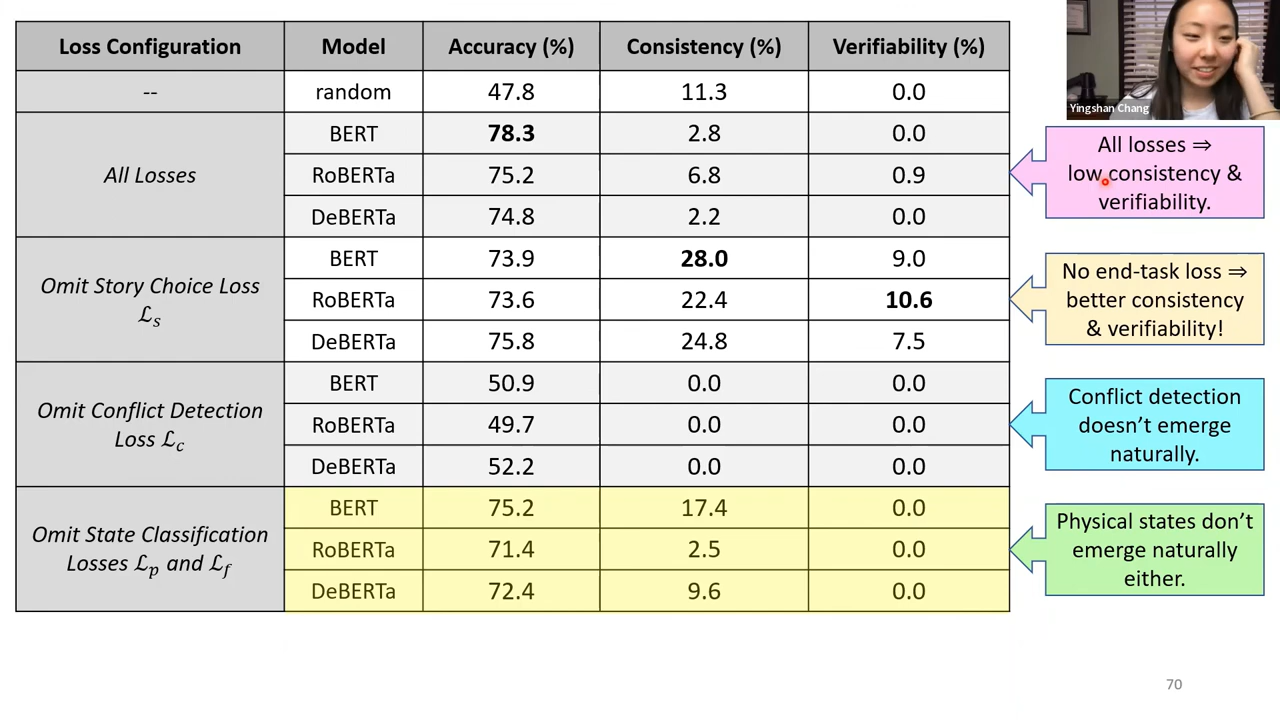 Loss Configuration Model Accuracy (%) Consistency (%) Verifiability (%)
-- random 47.8 11.3 0.0
All Losses
BERT 78.3 2.8 0.0
RoBERTa 75.2 6.8 0.9
DeBERTa 74.8 2.2 0.0
Omit Story Choice Loss
ℒs
BERT 73.9 28.0 9.0
RoBERTa 73.6 22.4 10.6
DeBERTa 75.8 24.8 7.5
Omit Conflict Detection
Loss ℒc
BERT 50.9 0.0 0.0
RoBERTa 49.7 0.0 0.0
DeBERTa 52.2 0.0 0.0
Omit State Classification
Losses ℒp and ℒf
BERT 75.2 17.4 0.0
RoBERTa 71.4 2.5 0.0
DeBERTa 72.4 9.6 0.0
Yingshan Chang
All losses ⇒
low consistency &
verifiability.
No end-task loss ⇒
better consistency
& verifiability!
Conflict detection
doesn't emerge
naturally.
Physical states don't
emerge naturally
either.
70